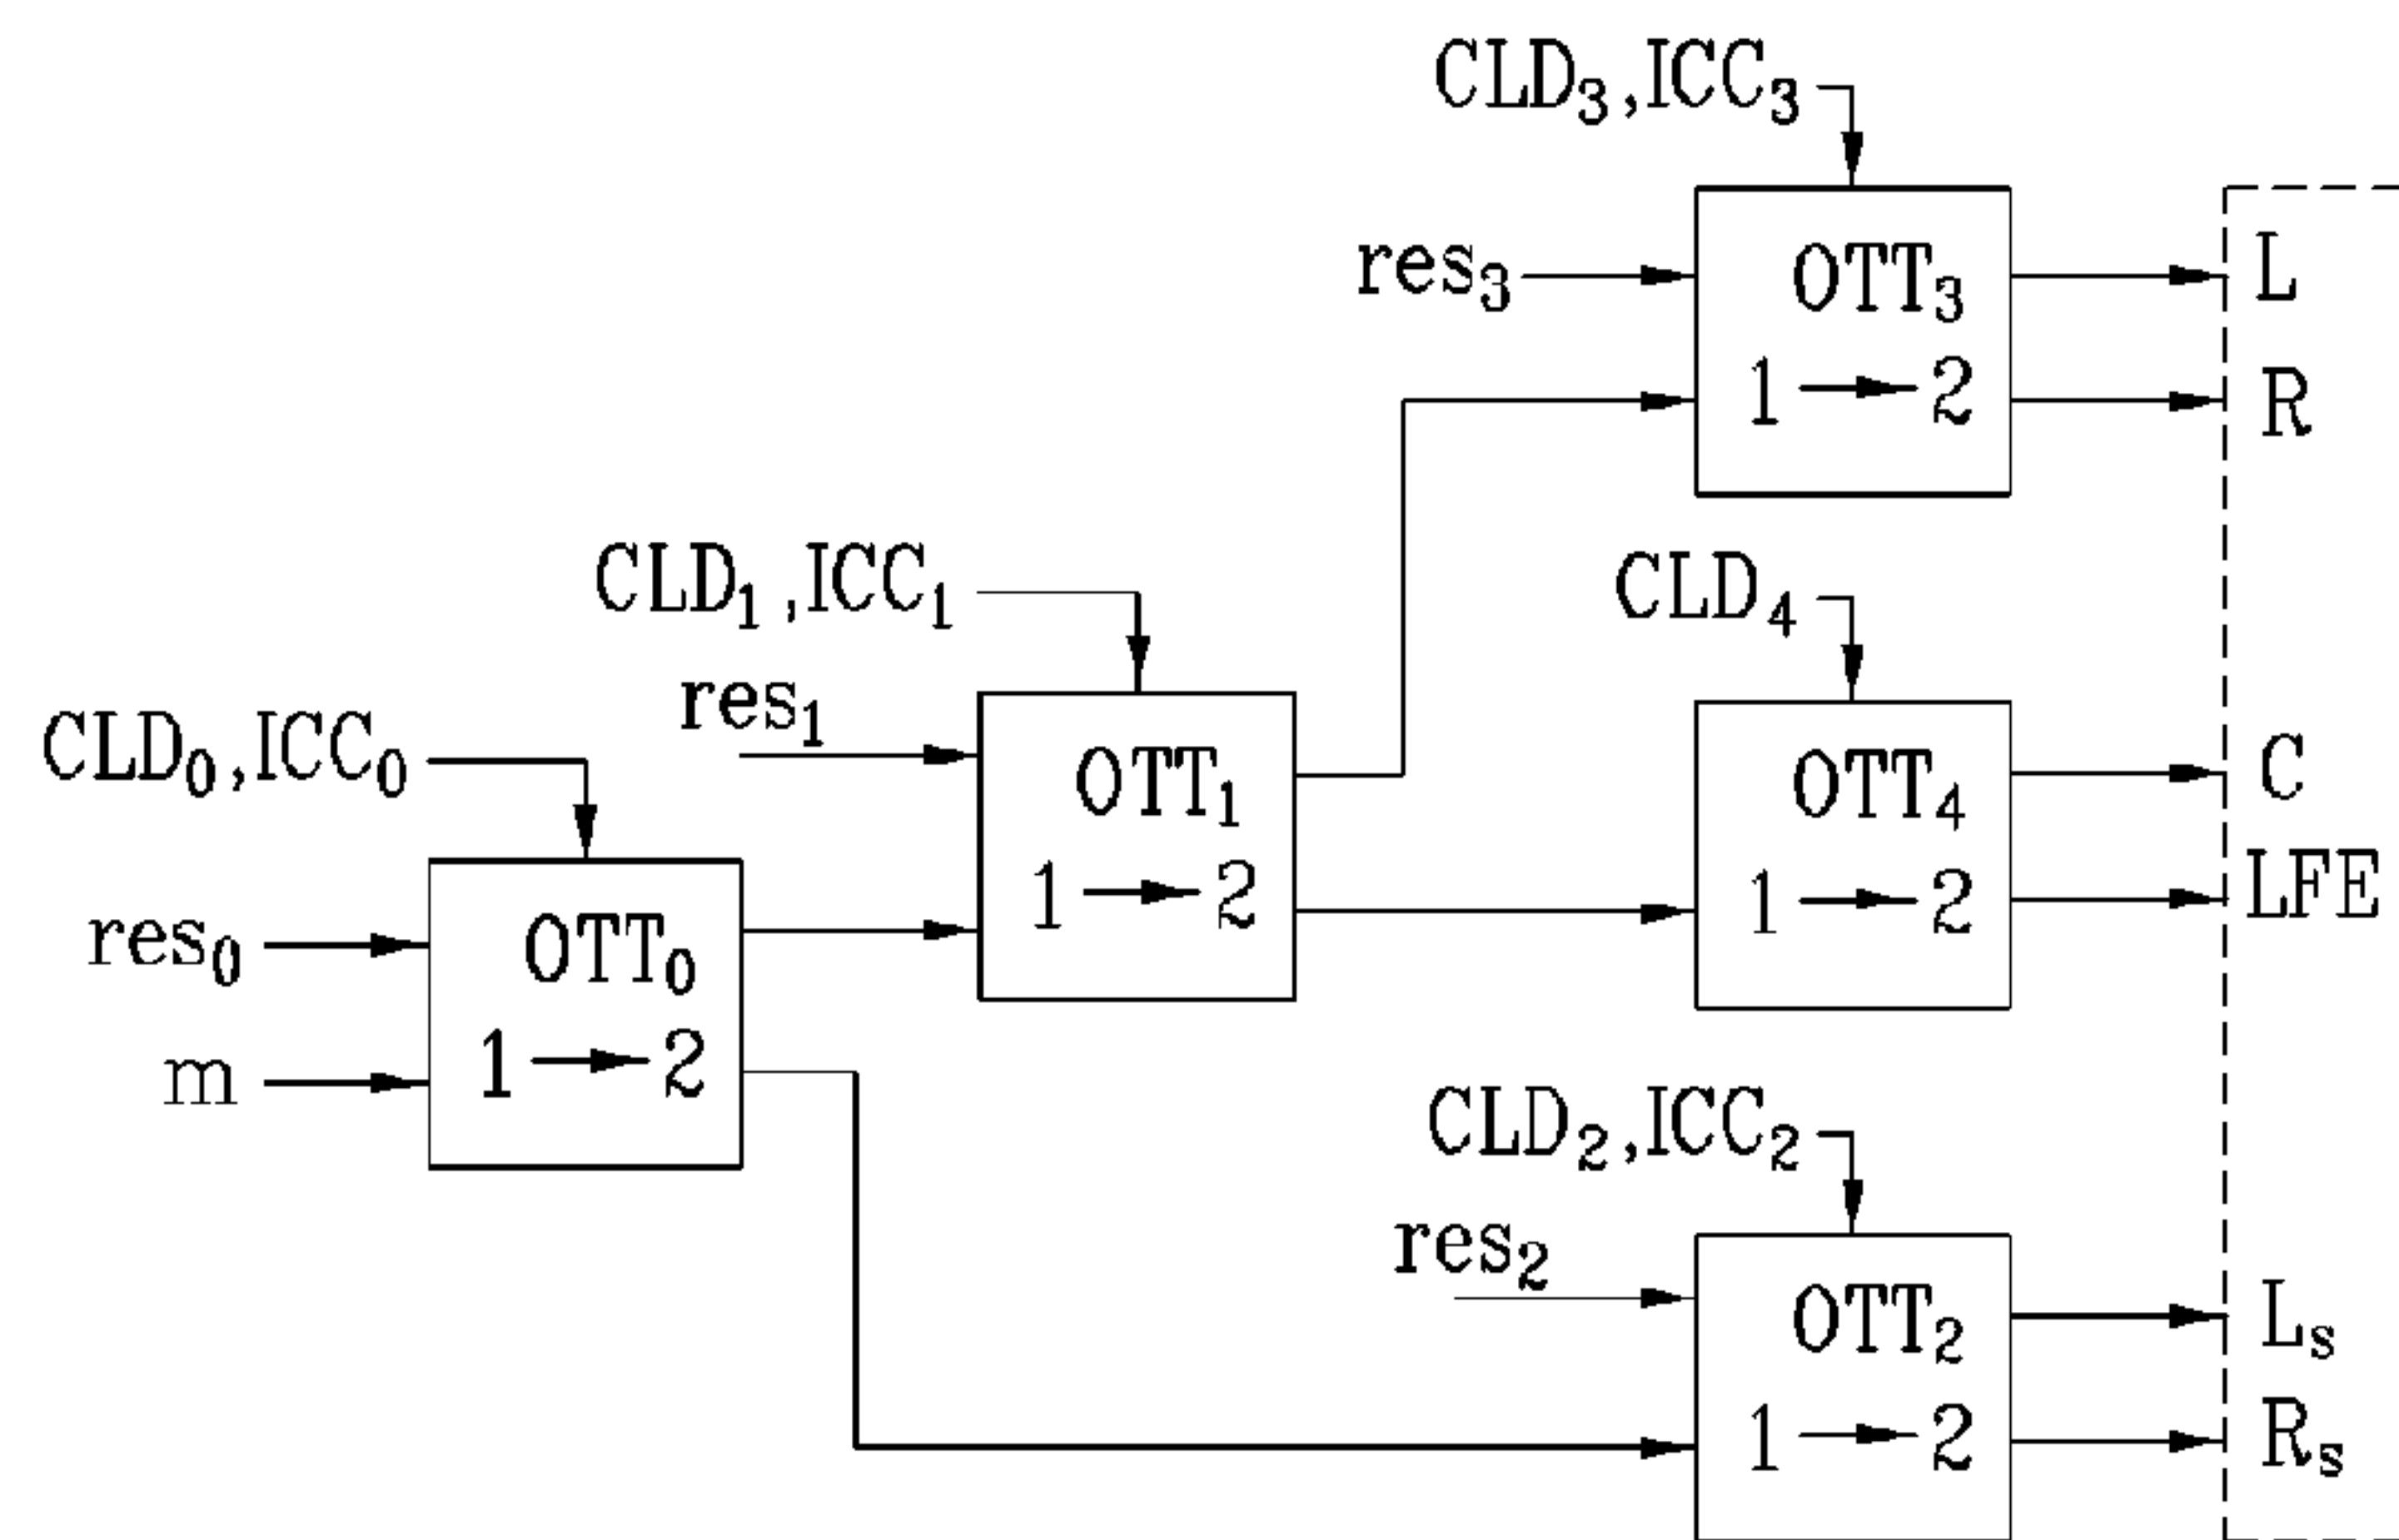 CLD₃,ICC₃
res₃
OTT₃
1 → 2
L
R
CLD₁,ICC₁
res₁
OTT₁
1 → 2
CLD₄
OTT₄
1 → 2
C
LFE
CLD₀,ICC₀
res₀
m
OTT₀
1 → 2
CLD₂,ICC₂
res₂
OTT₂
1 → 2
Lₛ
Rₛ